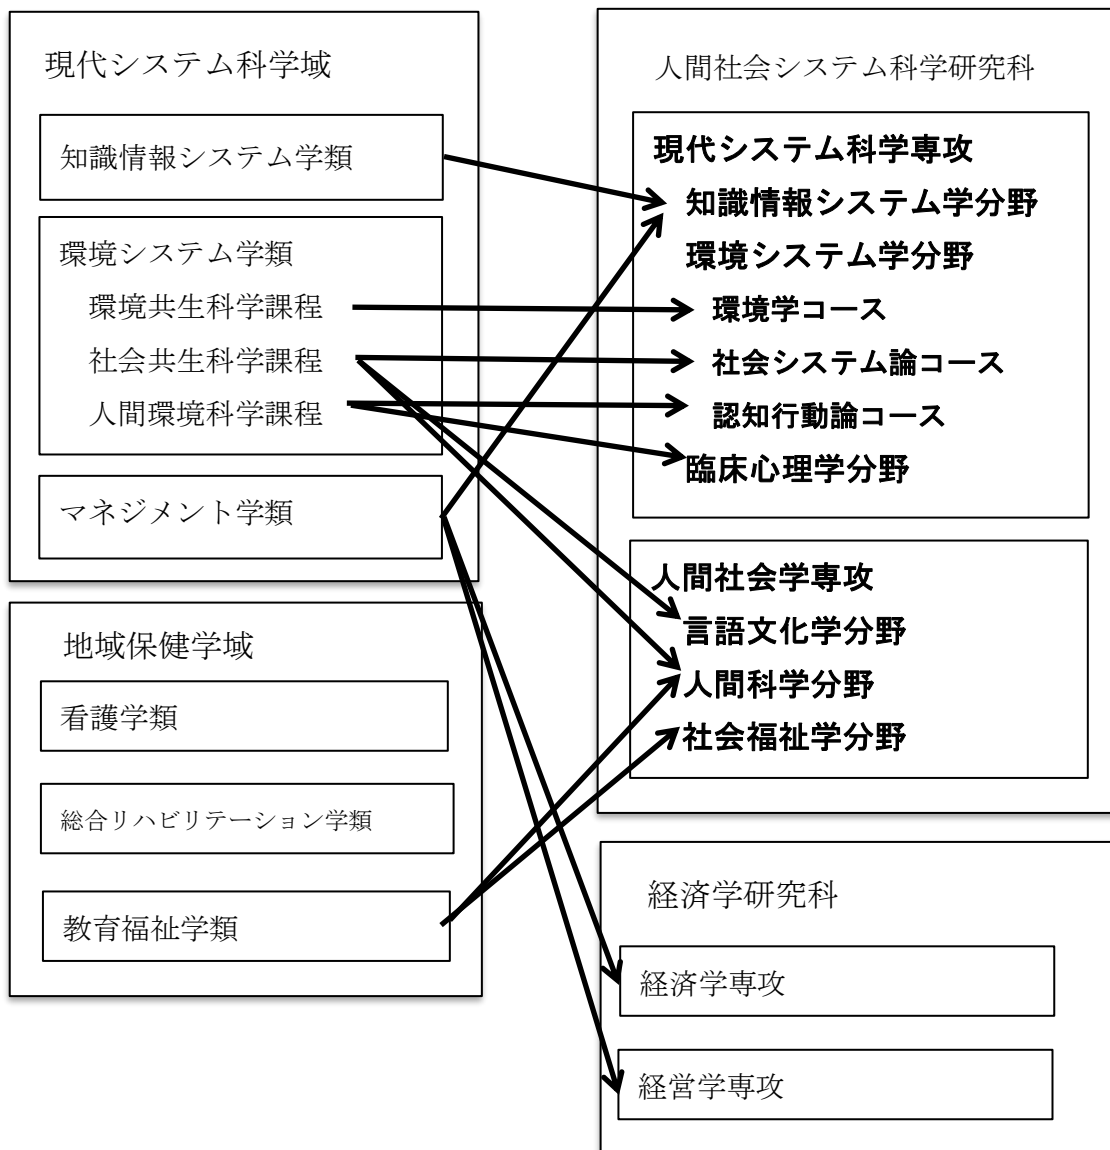 現代システム科学域
知識情報システム学類
環境システム学類
環境共生科学課程
社会共生科学課程
人間環境科学課程
マネジメント学類
地域保健学域
看護学類
総合リハビリテーション学類
教育福祉学類
人間社会システム科学研究科
現代システム科学専攻
知識情報システム学分野
環境システム学分野
環境学コース
社会システム論コース
認知行動論コース
臨床心理学分野
人間社会学専攻
言語文化学分野
人間科学分野
社会福祉学分野
経済学研究科
経済学専攻
経営学専攻